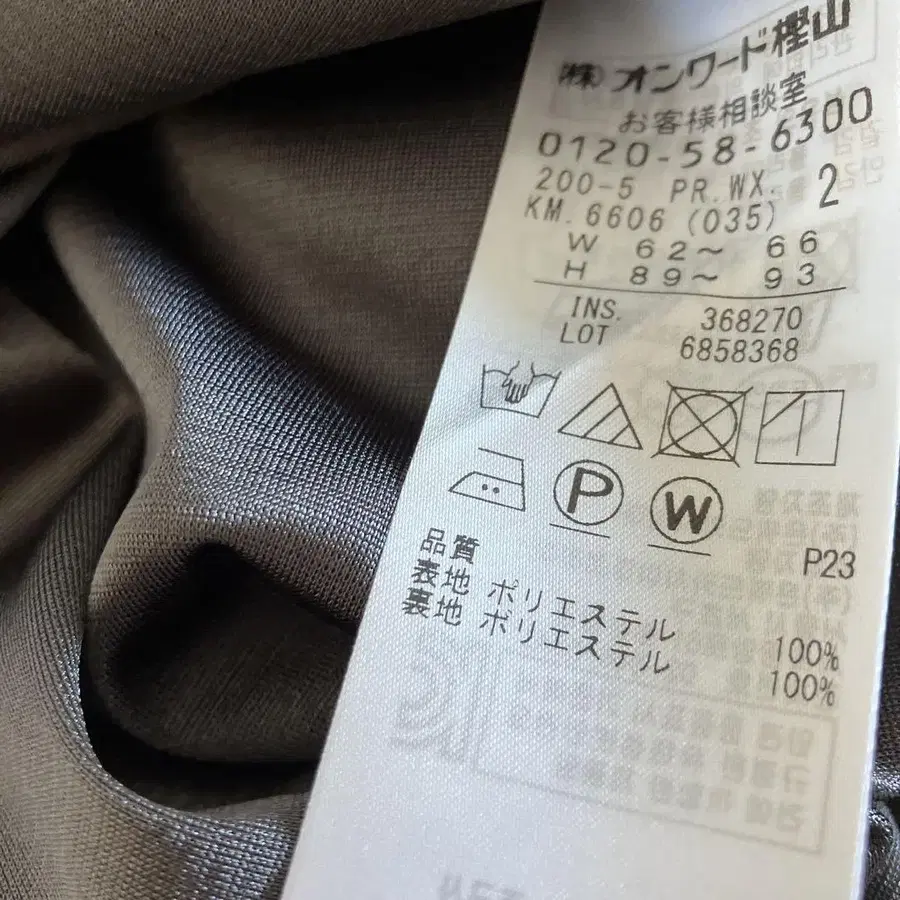 (株)オンワード樫山
お客様相談室
0120-58-6300
200-5 PR.WX. 2
KM.6606 (035)
W 62〜 66
H 89〜 93
INS. 368270
LOT 6858368
P
W
P23
品質
表地 ポリエステル 100%
裏地 ポリエステル 100%